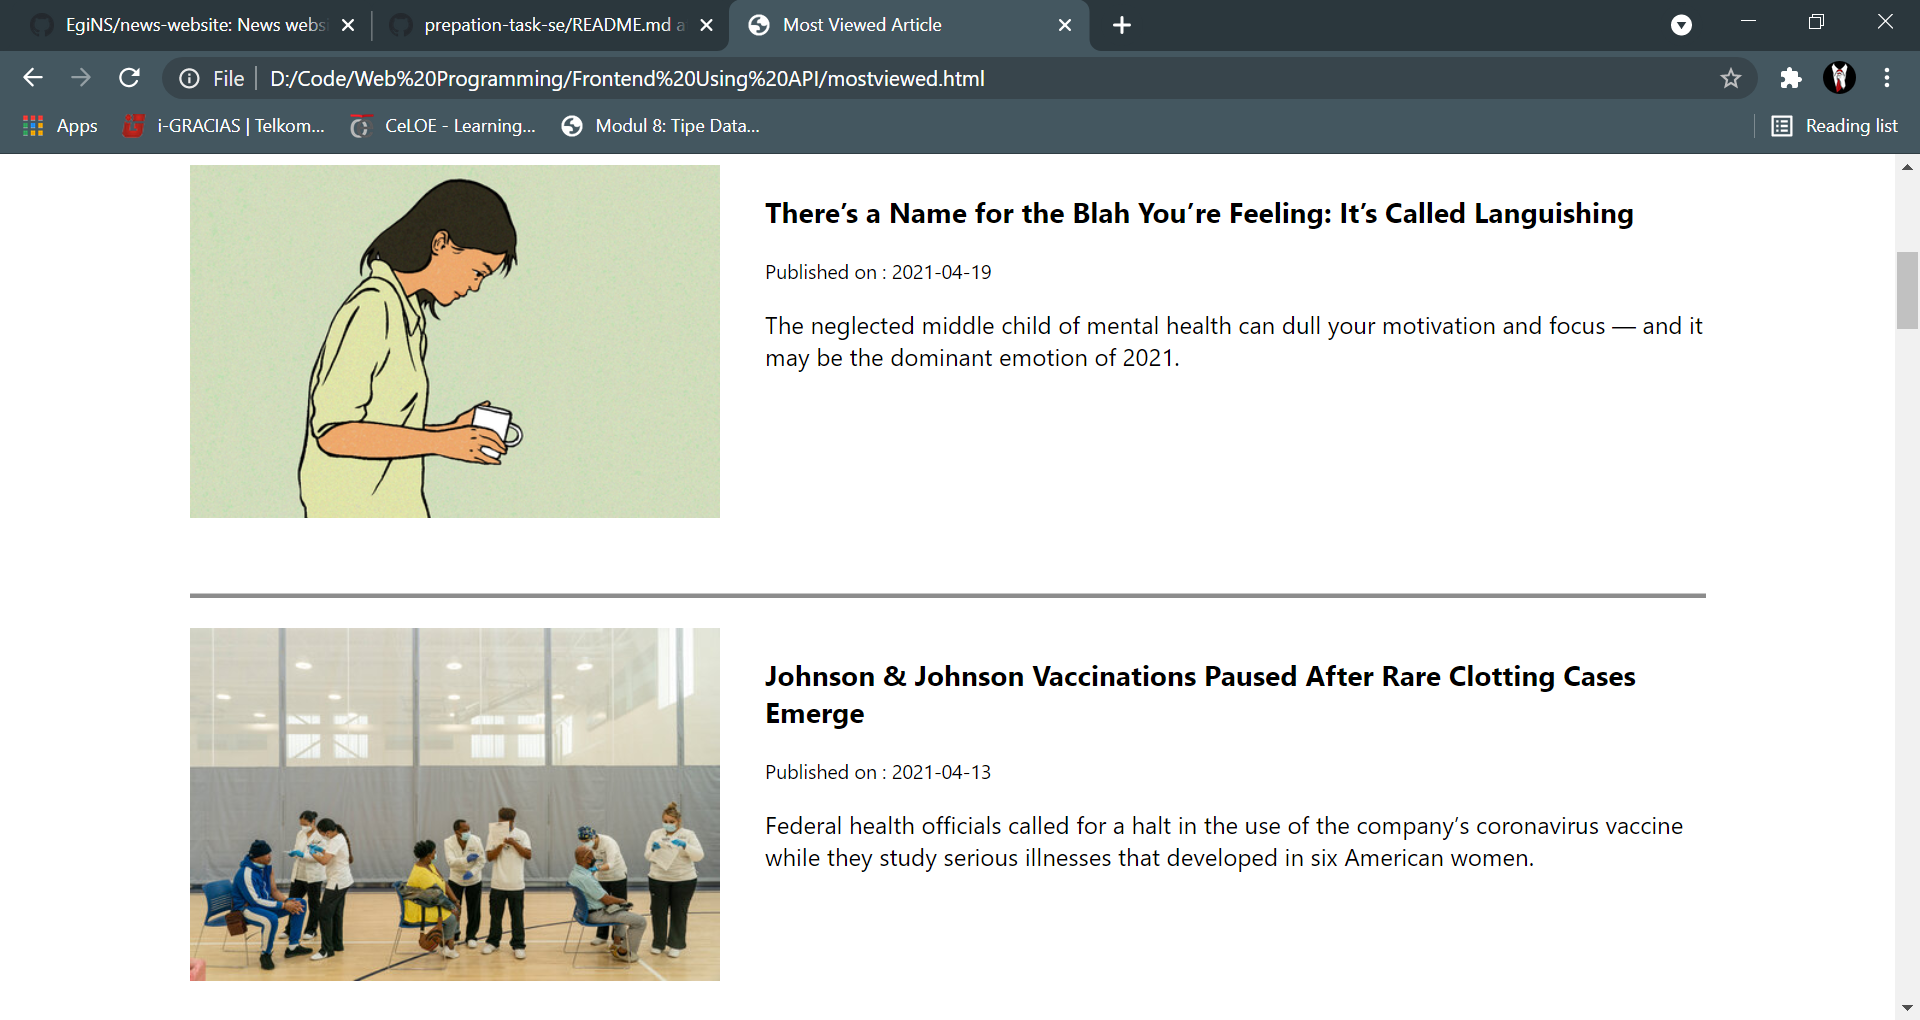 EgiNS/news-website: News webs
prepation-task-se/README.md a
Most Viewed Article
File
D:/Code/Web%20Programming/Frontend%20Using%20API/mostviewed.html
Apps
i-GRACIAS | Telkom...
CeLOE - Learning...
Modul 8: Tipe Data...
Reading list
There’s a Name for the Blah You’re Feeling: It’s Called Languishing
Published on : 2021-04-19
The neglected middle child of mental health can dull your motivation and focus — and it
may be the dominant emotion of 2021.
Johnson & Johnson Vaccinations Paused After Rare Clotting Cases
Emerge
Published on : 2021-04-13
Federal health officials called for a halt in the use of the company’s coronavirus vaccine
while they study serious illnesses that developed in six American women.